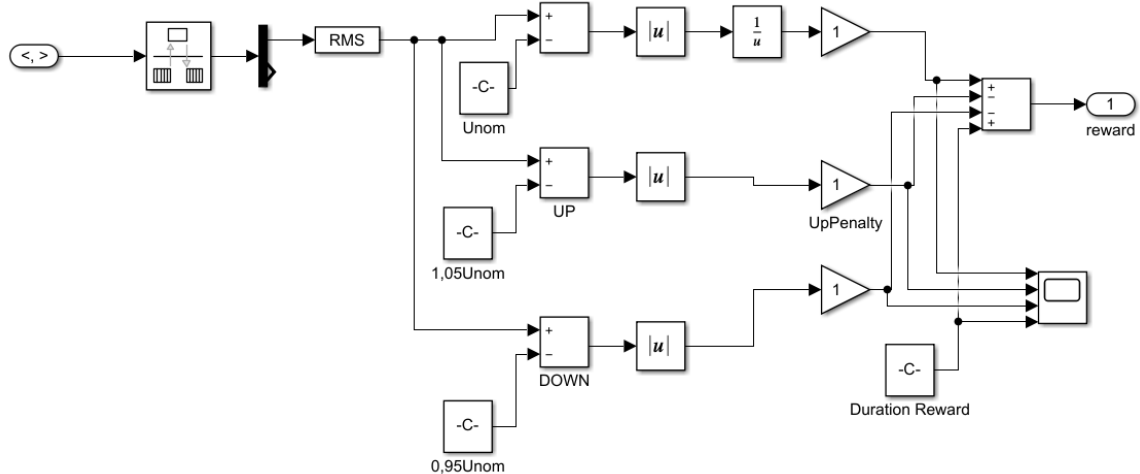 <, >
RMS
+
−
|u|
1
u
1
-C-
Unom
+
−
−
+
1
reward
+
−
UP
|u|
1
UpPenalty
-C-
1,05Unom
1
+
−
DOWN
|u|
-C-
Duration Reward
-C-
0,95Unom